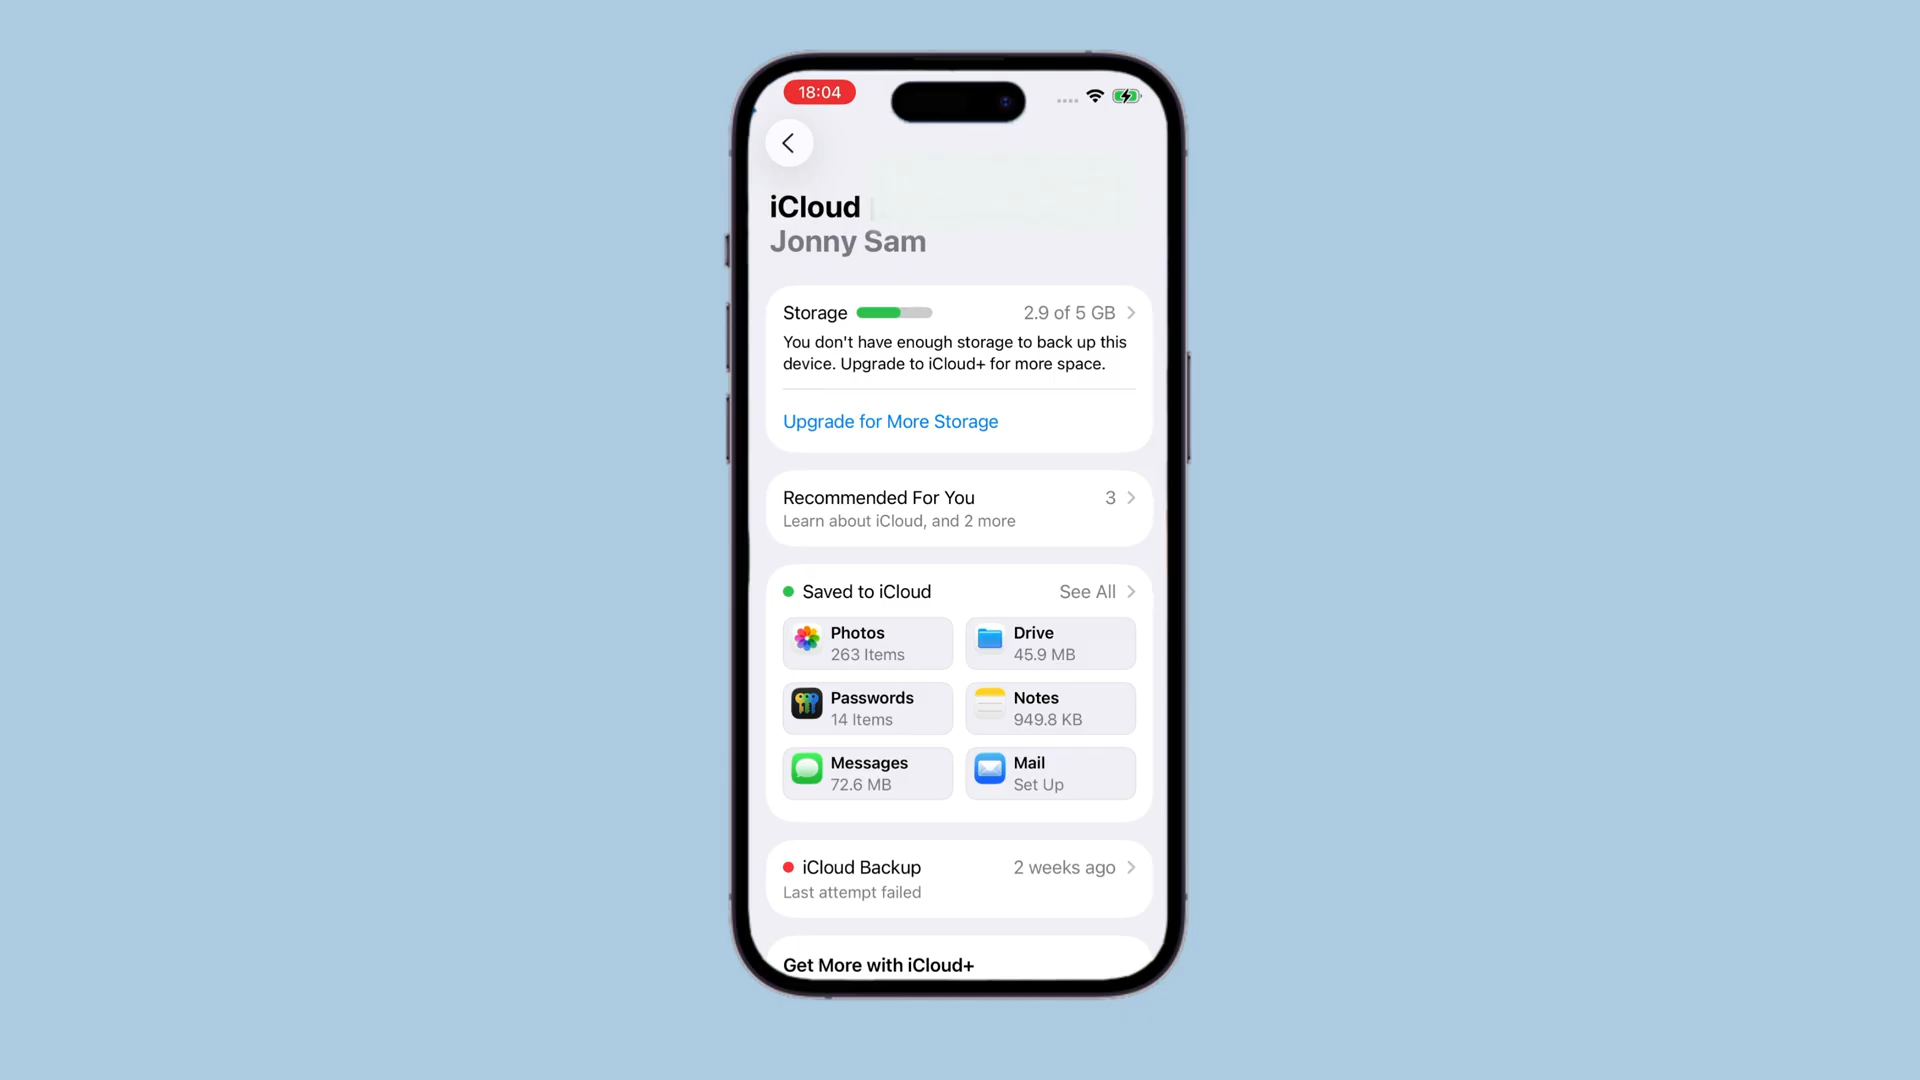 18:04
iCloud
Jonny Sam
Storage 2.9 of 5 GB
You don't have enough storage to back up this
device. Upgrade to iCloud+ for more space.
Upgrade for More Storage
Recommended For You 3
Learn about iCloud, and 2 more
Saved to iCloud See All
Photos
263 Items
Drive
45.9 MB
Passwords
14 Items
Notes
949.8 KB
Messages
72.6 MB
Mail
Set Up
iCloud Backup 2 weeks ago
Last attempt failed
Get More with iCloud+